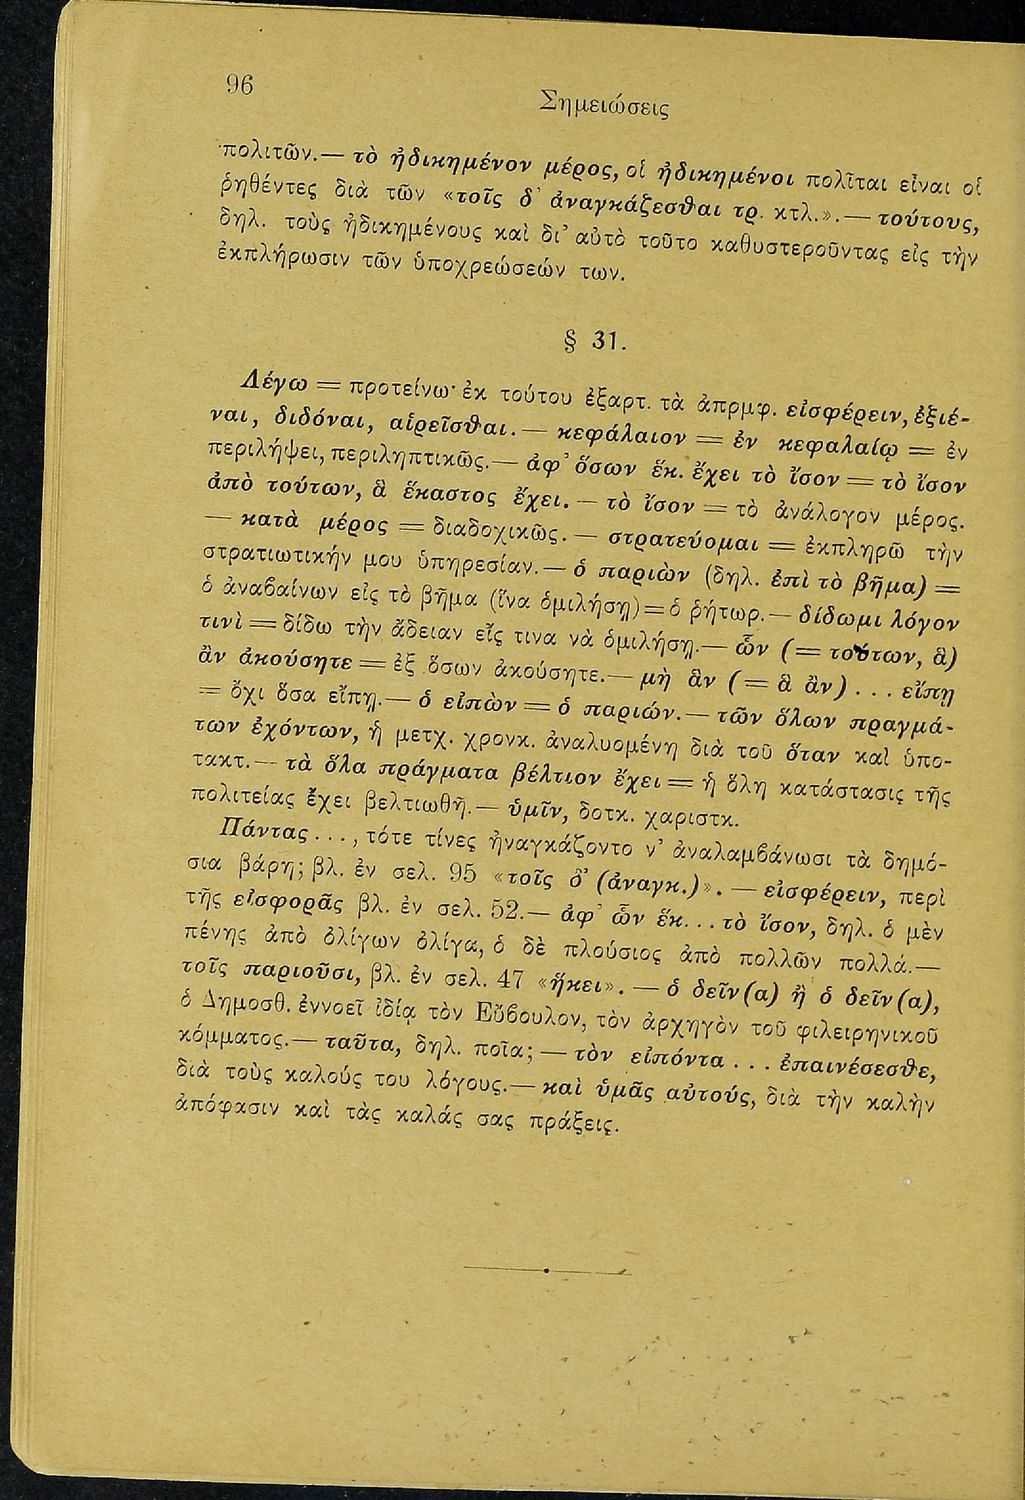 96
Σημειώσεις
πολιτῶν.— τὸ ἠδικημένον μέρος, οἱ ἠδικημένοι πολῖται εἶναι οἱ
ῥηθέντες διὰ τῶν «τοῖς δ' ἀναγκάζεσθαι τρ. κτλ.».— τούτους,
δηλ. τοὺς ἠδικημένους καὶ δι' αὐτὸ τοῦτο καθυστεροῦντας εἰς τὴν
ἐκπλήρωσιν τῶν ὑποχρεώσεών των.
§ 31.
Λέγω = προτείνω· ἐκ τούτου ἐξαρτ. τὰ ἀπρμφ. εἰσφέρειν, ἐξιέ-
ναι, διδόναι, αἱρεῖσθαι.— κεφάλαιον = ἐν κεφαλαίῳ = ἐν
περιλήψει, περιληπτικῶς.— ἀφ' ὅσων ἕκ. ἔχει τὸ ἴσον = τὸ ἴσον
ἀπὸ τούτων, ἃ ἕκαστος ἔχει. — τὸ ἴσον = τὸ ἀνάλογον μέρος.
— κατὰ μέρος = διαδοχικῶς. — στρατεύομαι = ἐκπληρῶ τὴν
στρατιωτικήν μου ὑπηρεσίαν.— ὁ παριὼν (δηλ. ἐπὶ τὸ βῆμα) =
ὁ ἀναβαίνων εἰς τὸ βῆμα (ἵνα ὁμιλήσῃ) = ὁ ῥήτωρ.— δίδωμι λόγον
τινὶ = δίδω τὴν ἄδειαν εἴς τινα νὰ ὁμιλήσῃ.— ὧν (= τούτων, ἃ)
ἂν ἀκούσητε = ἐξ ὅσων ἀκούσητε.— μὴ ἂν (= ἃ ἂν) . . . εἴπῃ
= ὄχι ὅσα εἴπῃ.— ὁ εἰπὼν = ὁ παριών.— τῶν ὅλων πραγμά-
των ἐχόντων, ἡ μετχ. χρονκ. ἀναλυομένη διὰ τοῦ ὅταν καὶ ὑπο-
τακτ.— τὰ ὅλα πράγματα βέλτιον ἔχει = ἡ ὅλη κατάστασις τῆς
πολιτείας ἔχει βελτιωθῆ.— ὑμῖν, δοτκ. χαριστκ.
Πάντας . . . , τότε τίνες ἠναγκάζοντο ν' ἀναλαμβάνωσι τὰ δημό-
σια βάρη; βλ. ἐν σελ. 95 «τοῖς δ' (ἀναγκ.)». — εἰσφέρειν, περὶ
τῆς εἰσφορᾶς βλ. ἐν σελ. 52.— ἀφ' ὧν ἕκ. . . τὸ ἴσον, δηλ. ὁ μὲν
πένης ἀπὸ ὀλίγων ὀλίγα, ὁ δὲ πλούσιος ἀπὸ πολλῶν πολλά.—
τοῖς παριοῦσι, βλ. ἐν σελ. 47 «ἥκει». — ὁ δεῖν(α) ἢ ὁ δεῖν(α),
ὁ Δημοσθ. ἐννοεῖ ἰδίᾳ τὸν Εὔβουλον, τὸν ἀρχηγὸν τοῦ φιλειρηνικοῦ
κόμματος.— ταῦτα, δηλ. ποῖα; — τὸν εἰπόντα . . . ἐπαινέσεσθε,
διὰ τοὺς καλούς του λόγους.— καὶ ὑμᾶς αὐτούς, διὰ τὴν καλὴν
ἀπόφασιν καὶ τὰς καλάς σας πράξεις.